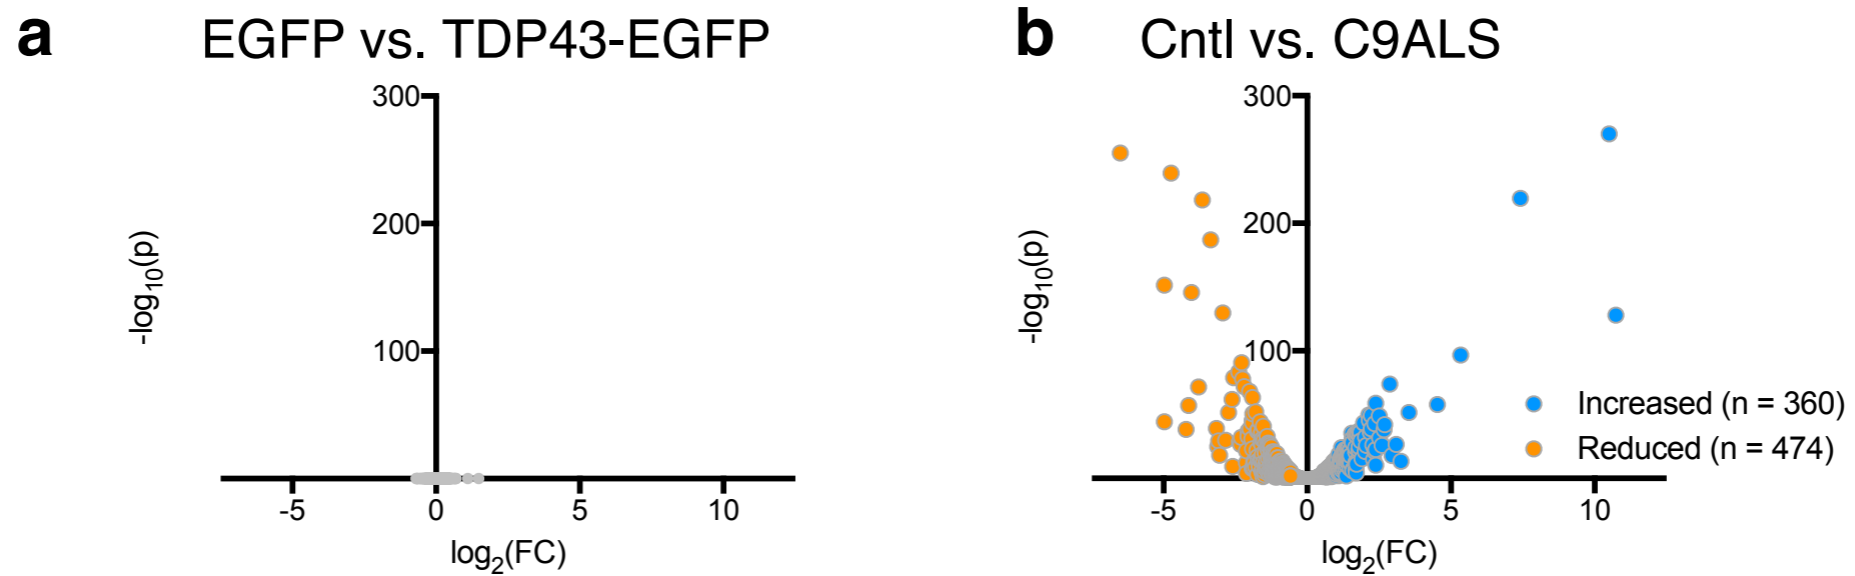 a
EGFP vs. TDP43-EGFP
300
200
100
-log10(p)
-5
0
5
10
log2(FC)
b
Cntl vs. C9ALS
300
200
100
-log10(p)
Increased (n = 360)
Reduced (n = 474)
-5
0
5
10
log2(FC)